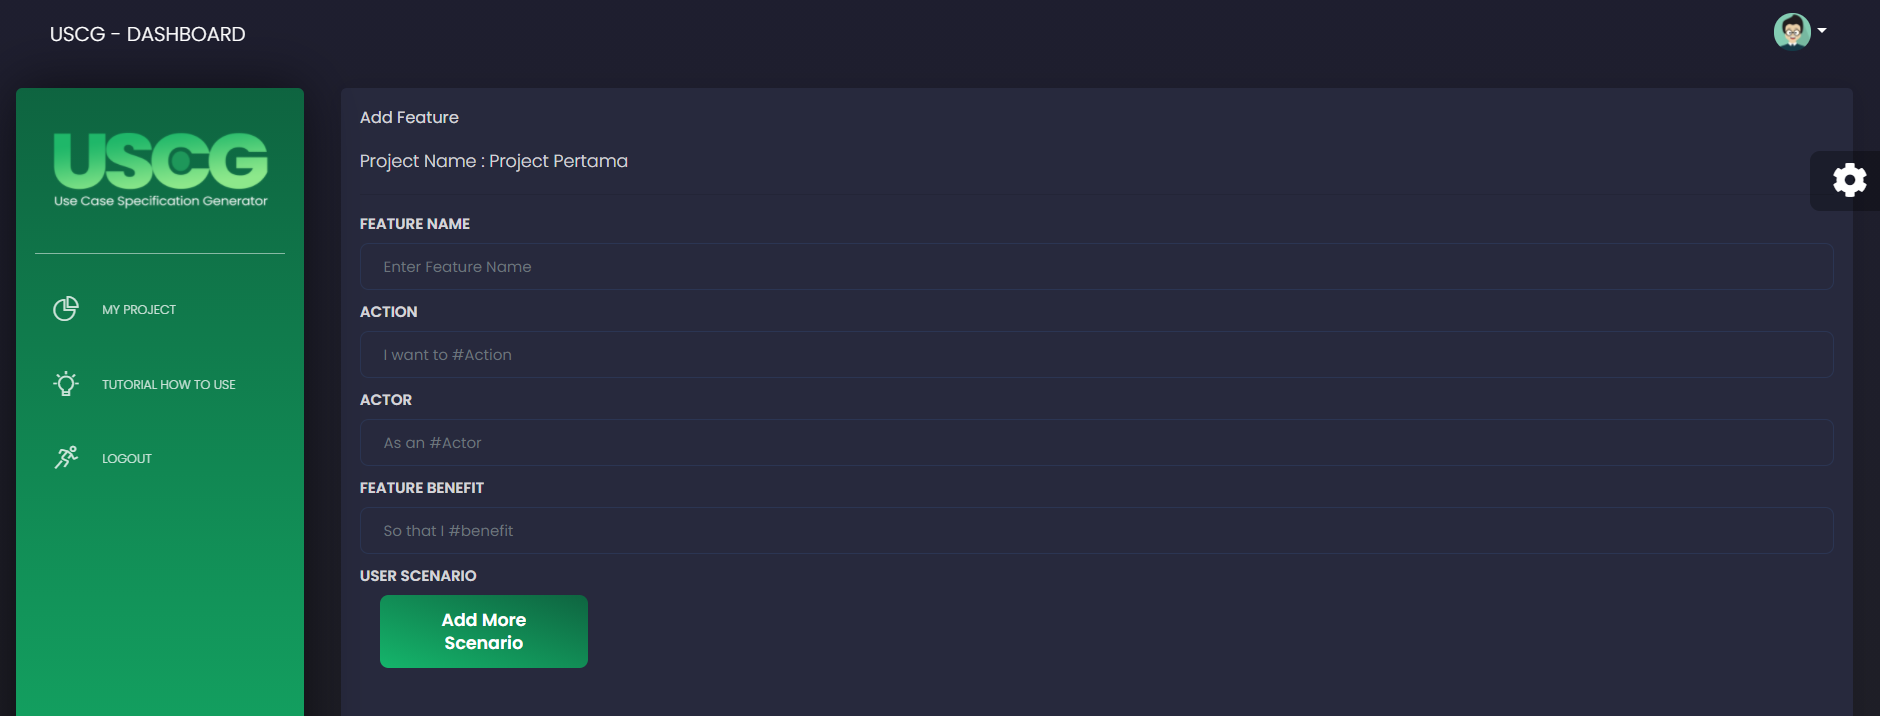 USCG - DASHBOARD
USCG
Use Case Specification Generator
MY PROJECT
TUTORIAL HOW TO USE
LOGOUT
Add Feature
Project Name : Project Pertama
FEATURE NAME
Enter Feature Name
ACTION
I want to #Action
ACTOR
As an #Actor
FEATURE BENEFIT
So that I #benefit
USER SCENARIO
Add More
Scenario